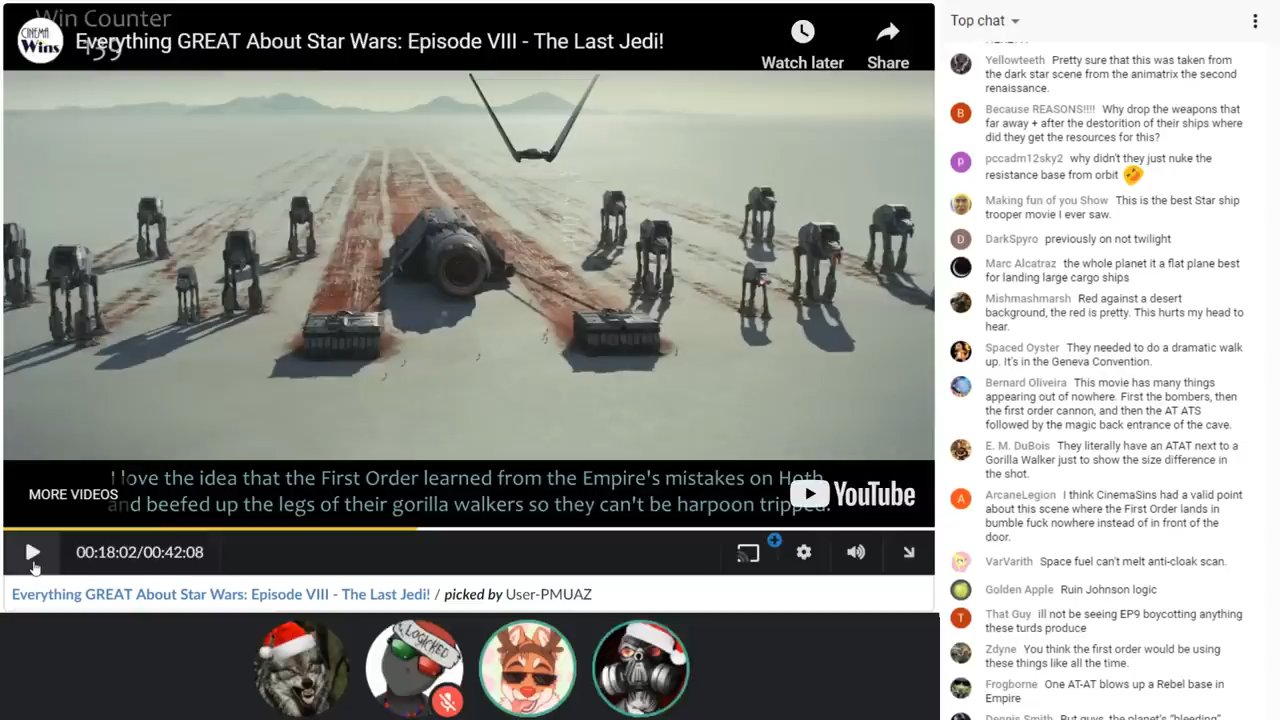 Win Counter
139
CINEMA
Wins
Everything GREAT About Star Wars: Episode VIII - The Last Jedi!
Watch later
Share
I love the idea that the First Order learned from the Empire's mistakes on Hoth
and beefed up the legs of their gorilla walkers so they can't be harpoon tripped.
MORE VIDEOS
YouTube
00:18:02/00:42:08
Everything GREAT About Star Wars: Episode VIII - The Last Jedi! / picked by User-PMUAZ
LOGICKED
Top chat
Yellowteeth Pretty sure that this was taken from
the dark star scene from the animatrix the second
renaissance.
B
Because REASONS!!!! Why drop the weapons that
far away + after the destorition of their ships where
did they get the resources for this?
p
pccadm12sky2 why didn't they just nuke the
resistance base from orbit
Making fun of you Show This is the best Star ship
trooper movie I ever saw.
D
DarkSpyro previously on not twilight
Marc Alcatraz the whole planet it a flat plane best
for landing large cargo ships
Mishmashmarsh Red against a desert
background, the red is pretty. This hurts my head to
hear.
Spaced Oyster They needed to do a dramatic walk
up. It's in the Geneva Convention.
Bernard Oliveira This movie has many things
appearing out of nowhere. First the bombers, then
the first order cannon, and then the AT ATS
followed by the magic back entrance of the cave.
E. M. DuBois They literally have an ATAT next to a
Gorilla Walker just to show the size difference in
the shot.
A
ArcaneLegion I think CinemaSins had a valid point
about this scene where the First Order lands in
bumble fuck nowhere instead of in front of the
door.
VarVarith Space fuel can't melt anti-cloak scan.
Golden Apple Ruin Johnson logic
T
That Guy ill not be seeing EP9 boycotting anything
these turds produce
Zdyne You think the first order would be using
these things like all the time.
Frogborne One AT-AT blows up a Rebel base in
Empire
Dennis Smith But guys, the planet's "bleeding"